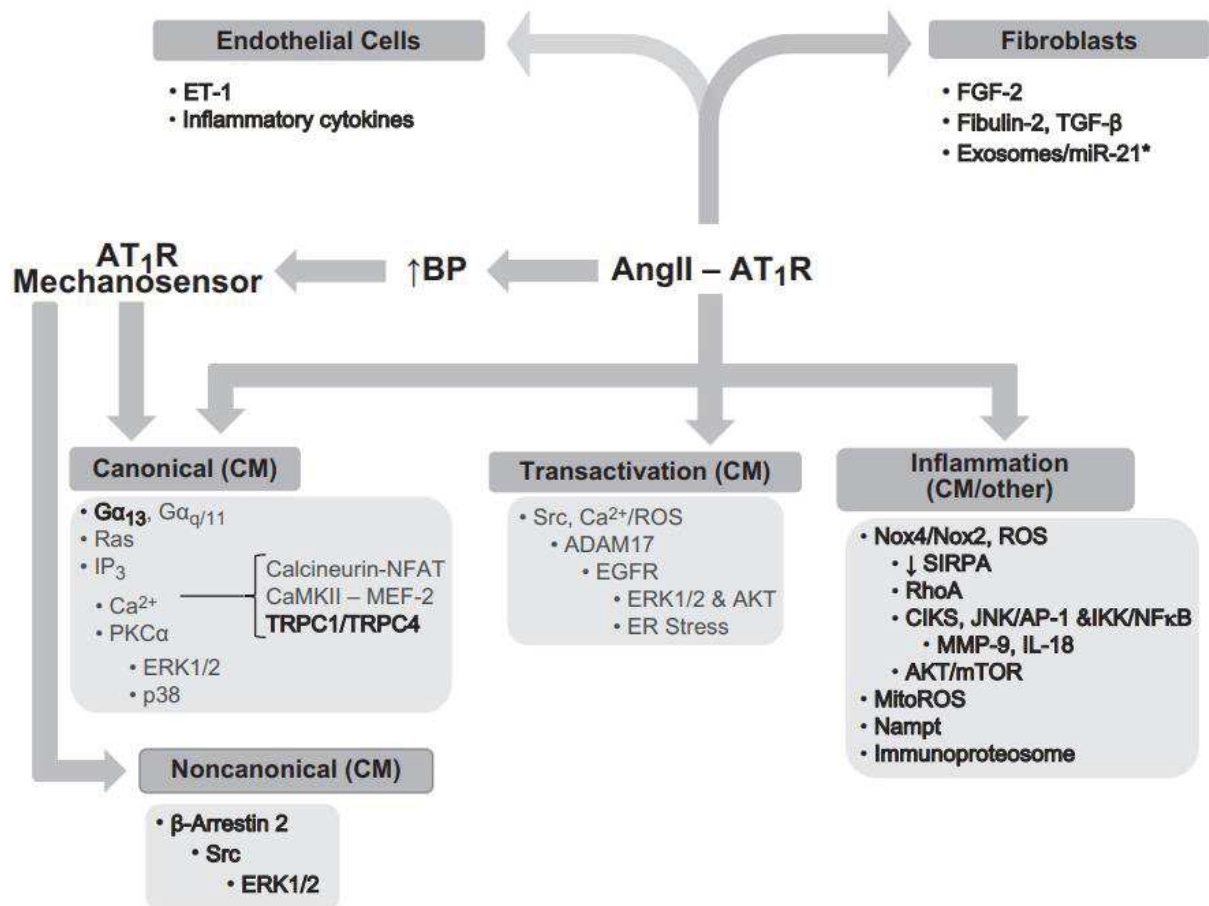 Endothelial Cells
• ET-1
• Inflammatory cytokines
Fibroblasts
• FGF-2
• Fibulin-2, TGF-β
• Exosomes/miR-21*
AT₁R
Mechanosensor
↑BP
AngII – AT₁R
Canonical (CM)
• Gα₁₃, Gα_q/11
• Ras
• IP₃
• Ca²⁺
• PKCα
• ERK1/2
• p38
Calcineurin-NFAT
CaMKII – MEF-2
TRPC1/TRPC4
Transactivation (CM)
• Src, Ca²⁺/ROS
• ADAM17
• EGFR
• ERK1/2 & AKT
• ER Stress
Inflammation
(CM/other)
• Nox4/Nox2, ROS
• ↓ SIRPA
• RhoA
• CIKS, JNK/AP-1 &IKK/NFκB
• MMP-9, IL-18
• AKT/mTOR
• MitoROS
• Nampt
• Immunoproteosome
Noncanonical (CM)
• β-Arrestin 2
• Src
• ERK1/2